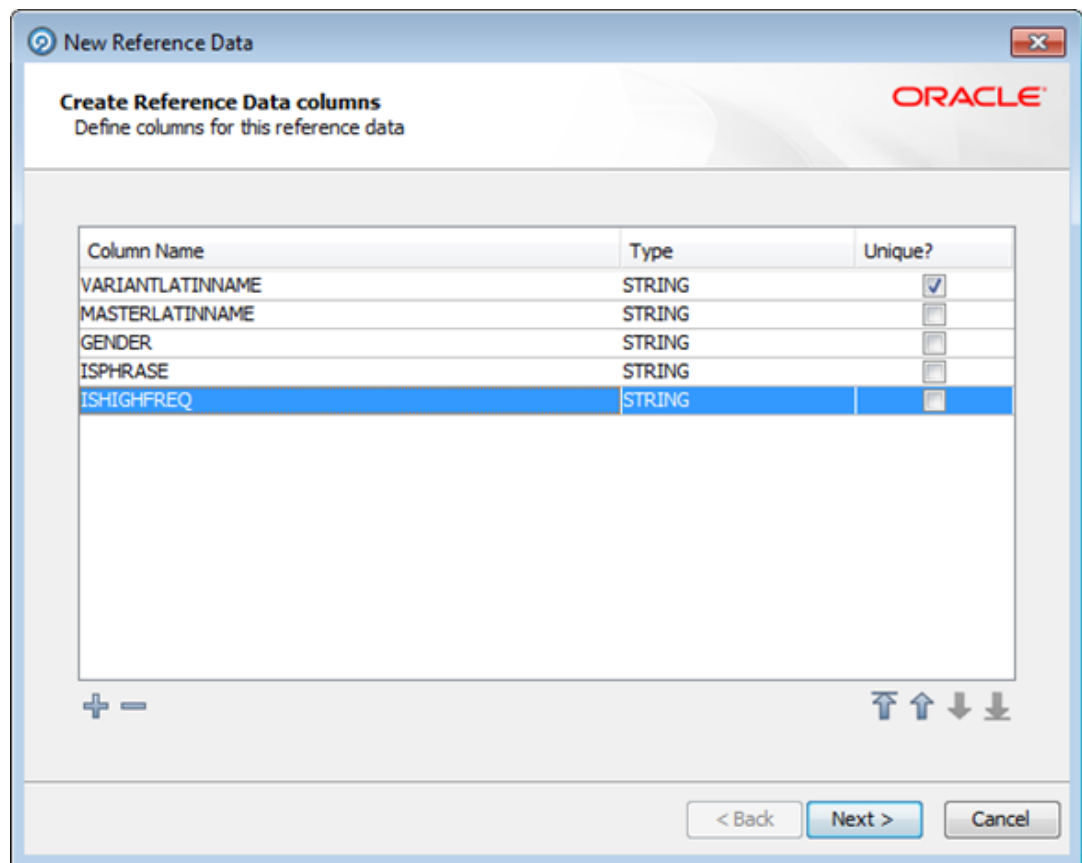 New Reference Data
Create Reference Data columns
ORACLE
Define columns for this reference data
Column Name Type Unique?
VARIANTLATINNAME STRING
MASTERLATINNAME STRING
GENDER STRING
ISPHRASE STRING
ISHIGHFREQ STRING
< Back Next > Cancel